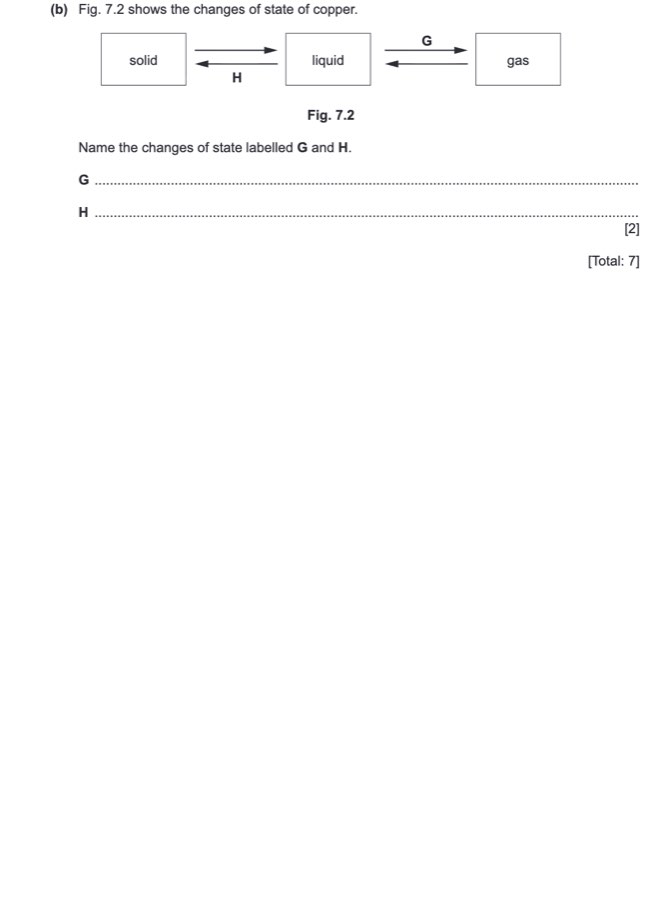 (b) Fig. 7.2 shows the changes of state of copper.
G
solid liquid gas
H
Fig. 7.2
Name the changes of state labelled G and H.
G ................................................................................................................................................
H ................................................................................................................................................
[2]
[Total: 7]